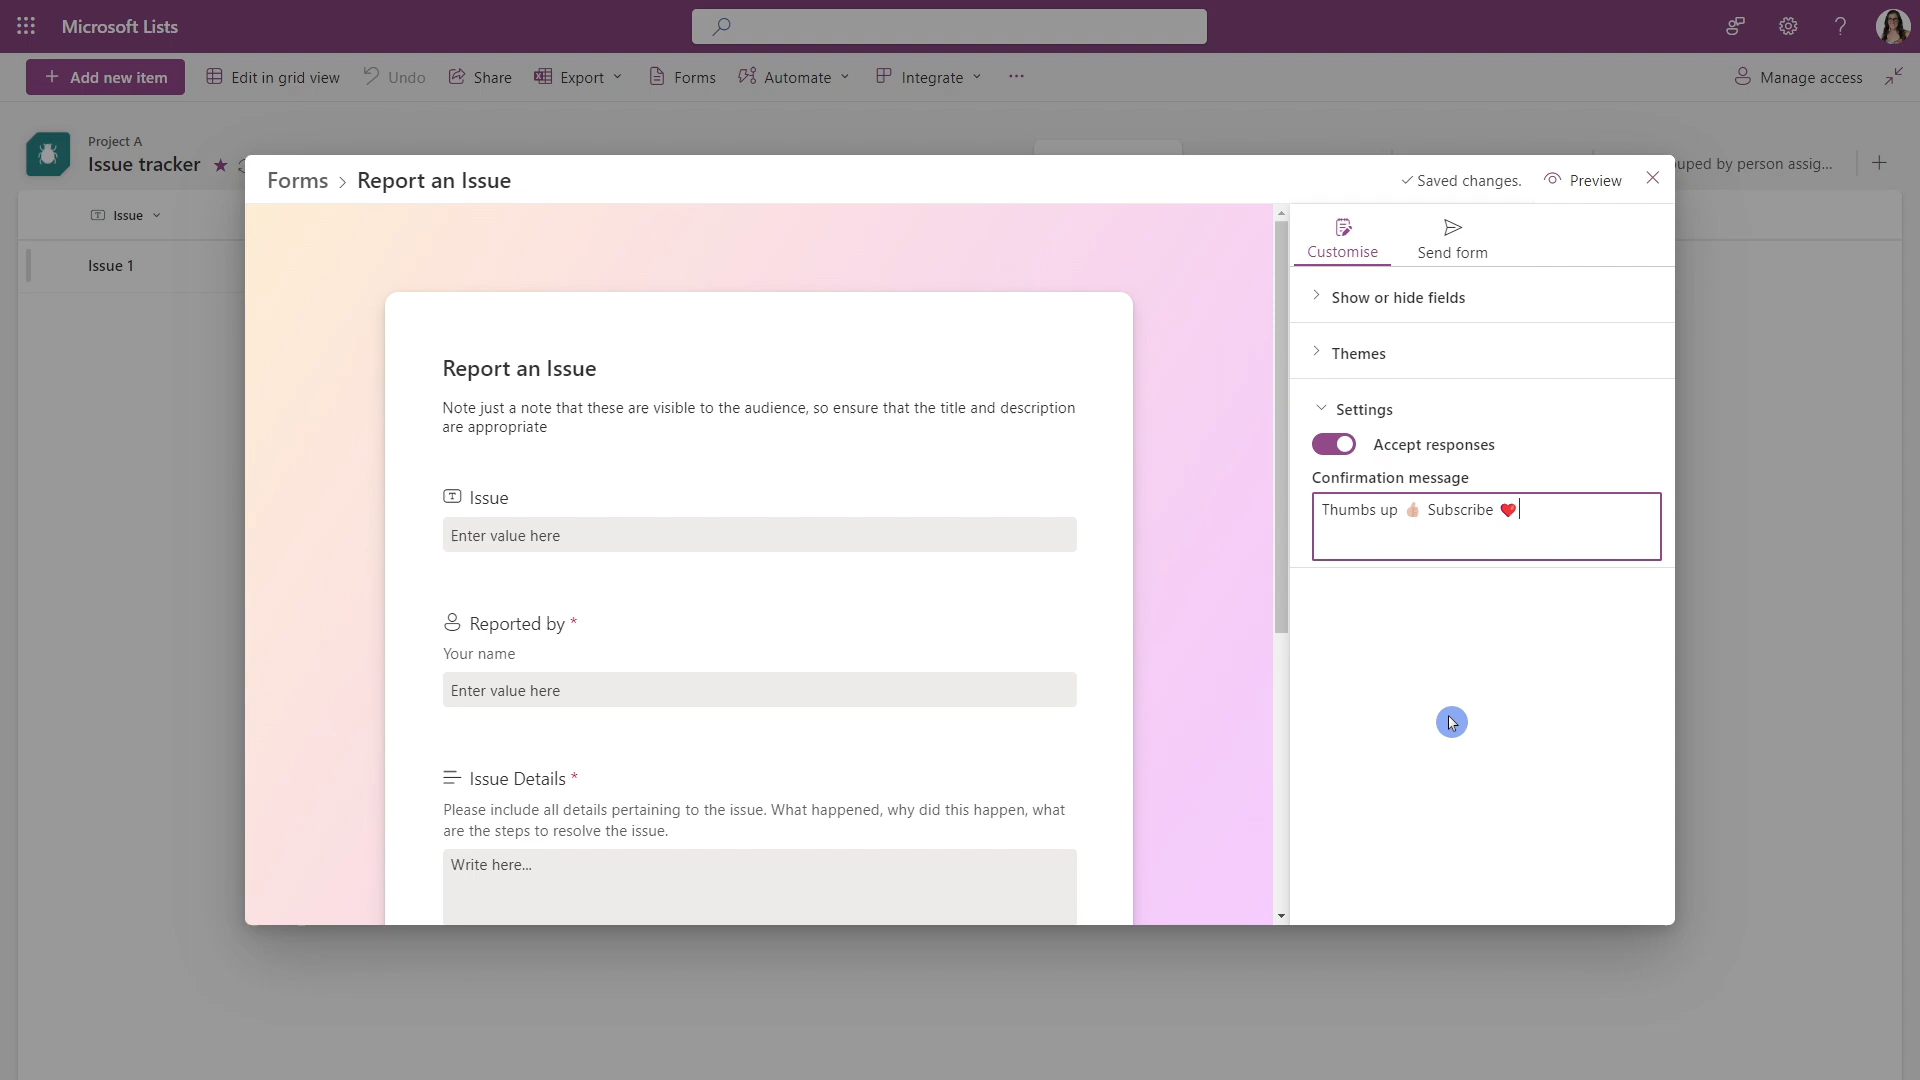 Microsoft Lists
Add new item
Edit in grid view
Undo
Share
Export
Forms
Automate
Integrate
Manage access
Project A
Issue tracker
uped by person assig...
Forms > Report an Issue
Saved changes.
Preview
Issue
Issue 1
Report an Issue
Note just a note that these are visible to the audience, so ensure that the title and description
are appropriate
Issue
Enter value here
Reported by *
Your name
Enter value here
Issue Details *
Please include all details pertaining to the issue. What happened, why did this happen, what
are the steps to resolve the issue.
Write here...
Customise
Send form
Show or hide fields
Themes
Settings
Accept responses
Confirmation message
Thumbs up 👍🏼 Subscribe ❤️